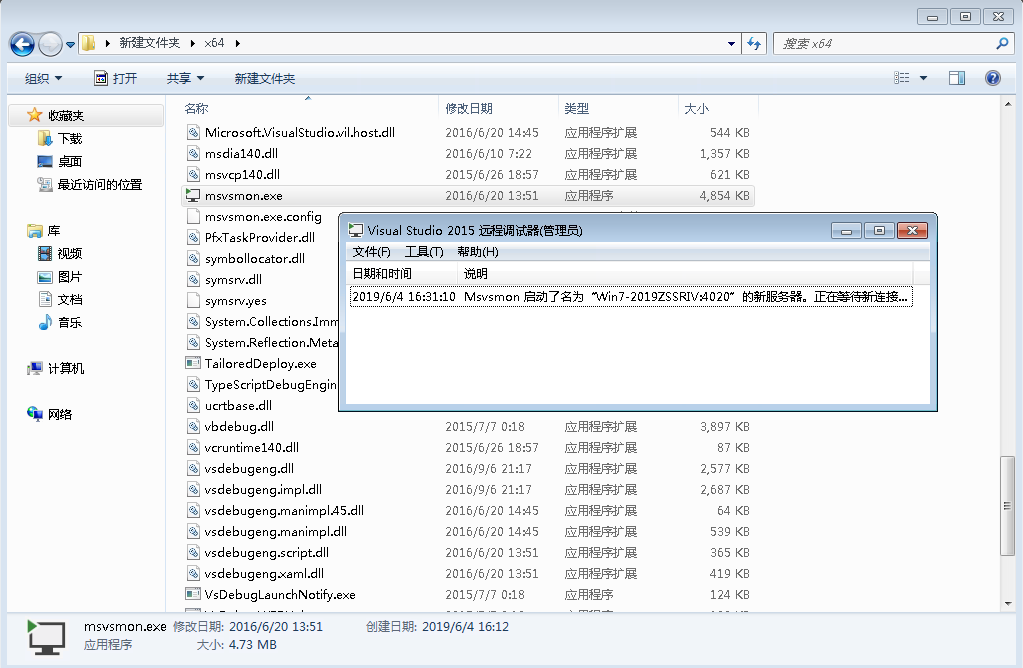 新建文件夹 x64
搜索 x64
组织 打开 共享 新建文件夹
收藏夹
下载
桌面
最近访问的位置
库
视频
图片
文档
音乐
计算机
网络
名称 修改日期 类型 大小
Microsoft.VisualStudio.vil.host.dll 2016/6/20 14:45 应用程序扩展 544 KB
msdia140.dll 2016/6/10 7:22 应用程序扩展 1,357 KB
msvcp140.dll 2015/6/26 18:57 应用程序扩展 621 KB
msvsmon.exe 2016/6/20 13:51 应用程序 4,854 KB
msvsmon.exe.config
PfxTaskProvider.dll
symbollocator.dll
symsrv.dll
symsrv.yes
System.Collections.Imm
System.Reflection.Meta
TailoredDeploy.exe
TypeScriptDebugEngin
ucrtbase.dll
vbdebug.dll 2015/7/7 0:18 应用程序扩展 3,897 KB
vcruntime140.dll 2015/6/26 18:57 应用程序扩展 87 KB
vsdebugeng.dll 2016/9/6 21:17 应用程序扩展 2,577 KB
vsdebugeng.impl.dll 2016/9/6 21:17 应用程序扩展 2,687 KB
vsdebugeng.manimpl.45.dll 2016/6/20 14:45 应用程序扩展 64 KB
vsdebugeng.manimpl.dll 2016/6/20 14:45 应用程序扩展 539 KB
vsdebugeng.script.dll 2016/6/20 13:51 应用程序扩展 365 KB
vsdebugeng.xaml.dll 2016/6/20 13:51 应用程序扩展 419 KB
VsDebugLaunchNotify.exe 2015/7/7 0:18 应用程序 124 KB
Visual Studio 2015 远程调试器(管理员)
文件(F) 工具(T) 帮助(H)
日期和时间 说明
2019/6/4 16:31:10 Msvsmon 启动了名为 “Win7-2019ZSSRIV:4020” 的新服务器。正在等待新连接...
msvsmon.exe 修改日期: 2016/6/20 13:51 创建日期: 2019/6/4 16:12
应用程序 大小: 4.73 MB